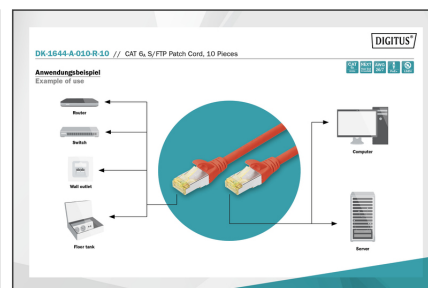 DIGITUS®
DK-1644-A-010-R-10 // CAT 6A S/FTP Patch Cord, 10 Pieces
Anwendungsbeispiel
Example of use
Router
Switch
Wall outlet
Floor tank
Computer
Server